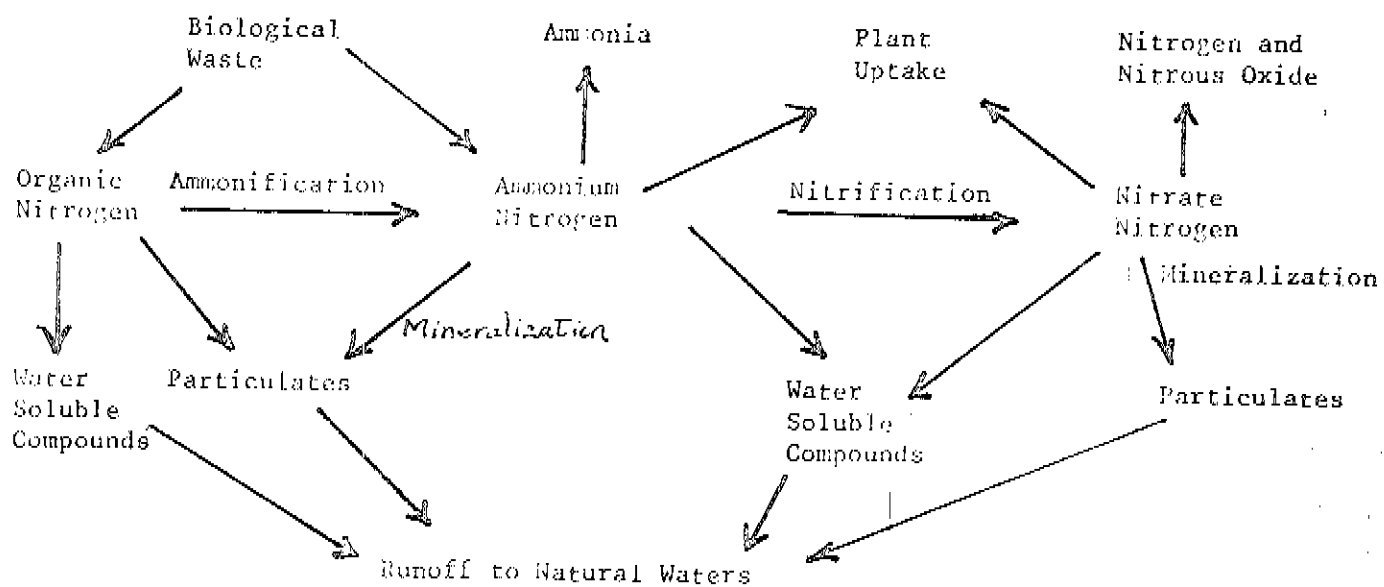 Biological
Waste
Ammonia
Plant
Uptake
Nitrogen and
Nitrous Oxide
Organic
Nitrogen
Ammonification
Ammonium
Nitrogen
Nitrification
Nitrate
Nitrogen
Mineralization
Mineralization
Water
Soluble
Compounds
Particulates
Water
Soluble
Compounds
Particulates
Runoff to Natural Waters